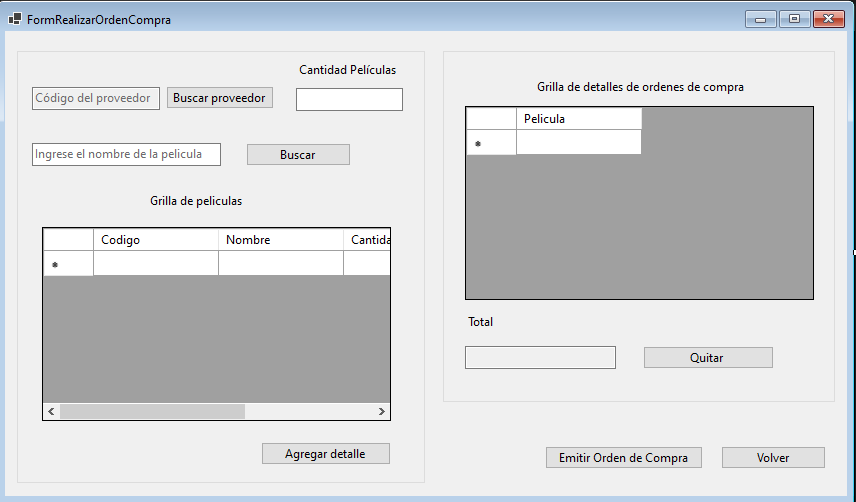 FormRealizarOrdenCompra
Cantidad Películas
Código del proveedor
Buscar proveedor
Ingrese el nombre de la pelicula
Buscar
Grilla de peliculas
Codigo Nombre Cantida
Agregar detalle
Grilla de detalles de ordenes de compra
Pelicula
Total
Quitar
Emitir Orden de Compra
Volver